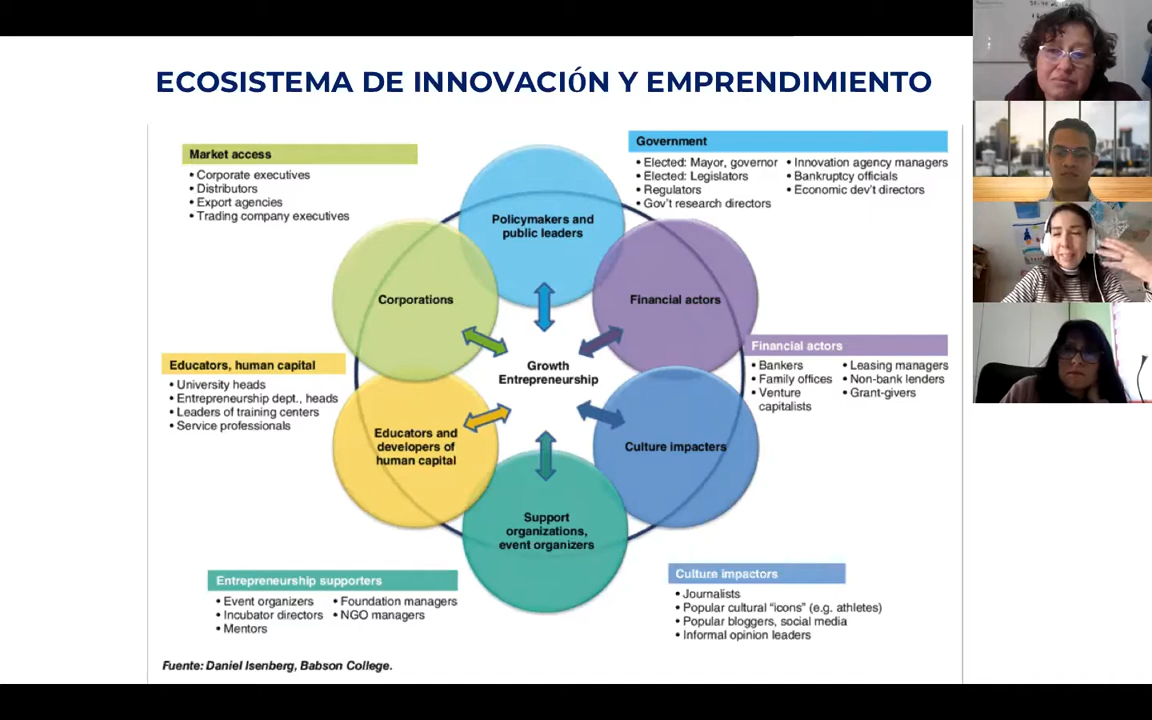 ECOSISTEMA DE INNOVACIÓN Y EMPRENDIMIENTO
Market access
• Corporate executives
• Distributors
• Export agencies
• Trading company executives
Government
• Elected: Mayor, governor
• Elected: Legislators
• Regulators
• Gov't research directors
• Innovation agency managers
• Bankruptcy officials
• Economic dev't directors
Policymakers and
public leaders
Corporations
Financial actors
Growth
Entrepreneurship
Educators, human capital
• University heads
• Entrepreneurship dept., heads
• Leaders of training centers
• Service professionals
Financial actors
• Bankers
• Family offices
• Venture
capitalists
• Leasing managers
• Non-bank lenders
• Grant-givers
Educators and
developers of
human capital
Culture impacters
Support
organizations,
event organizers
Entrepreneurship supporters
• Event organizers
• Incubator directors
• Mentors
• Foundation managers
• NGO managers
Culture impactors
• Journalists
• Popular cultural “icons” (e.g. athletes)
• Popular bloggers, social media
• Informal opinion leaders
Fuente: Daniel Isenberg, Babson College.